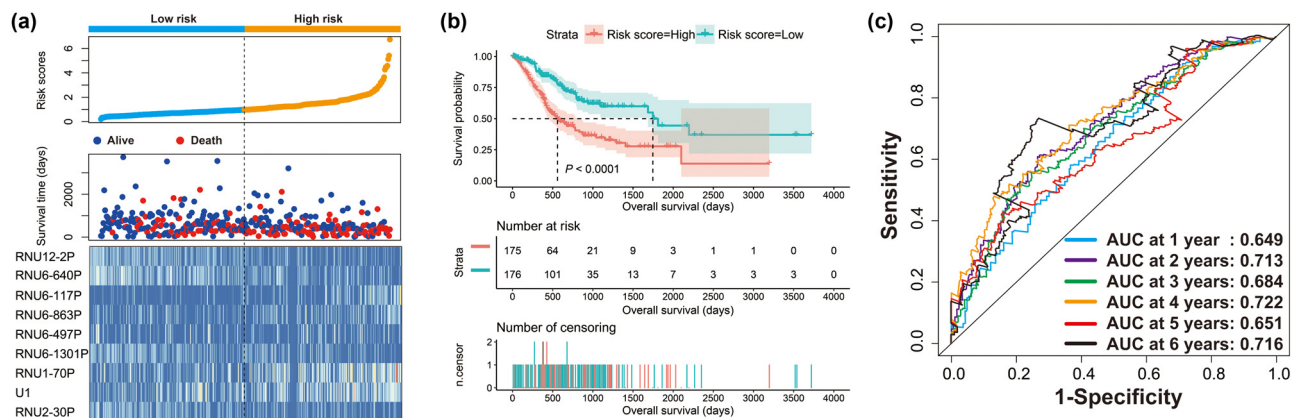 (a)
Low risk
High risk
Risk scores
6
4
2
0
Alive
Death
Survival time (days)
2000
0
RNU12-2P
RNU6-640P
RNU6-117P
RNU6-863P
RNU6-497P
RNU6-1301P
RNU1-70P
U1
RNU2-30P
(b)
Strata Risk score=High Risk score=Low
Survival probability
1.00
0.75
0.50
0.25
0.00
P < 0.0001
0 500 1000 1500 2000 2500 3000 3500 4000
Overall survival (days)
Number at risk
Strata
175 64 21 9 3 1 1 0 0
176 101 35 13 7 3 3 3 0
0 500 1000 1500 2000 2500 3000 3500 4000
Overall survival (days)
Number of censoring
n.censor
2
1
0
0 500 1000 1500 2000 2500 3000 3500 4000
Overall survival (days)
(c)
Sensitivity
1.0
0.8
0.6
0.4
0.2
0.0
AUC at 1 year : 0.649
AUC at 2 years: 0.713
AUC at 3 years: 0.684
AUC at 4 years: 0.722
AUC at 5 years: 0.651
AUC at 6 years: 0.716
0.0 0.2 0.4 0.6 0.8 1.0
1-Specificity